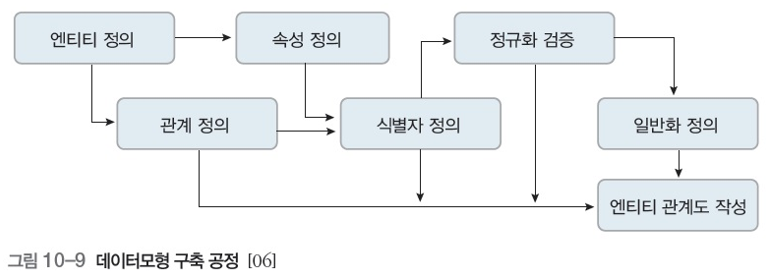 엔티티 정의
속성 정의
정규화 검증
관계 정의
식별자 정의
일반화 정의
엔티티 관계도 작성
그림 10-9 데이터모형 구축 공정 [06]